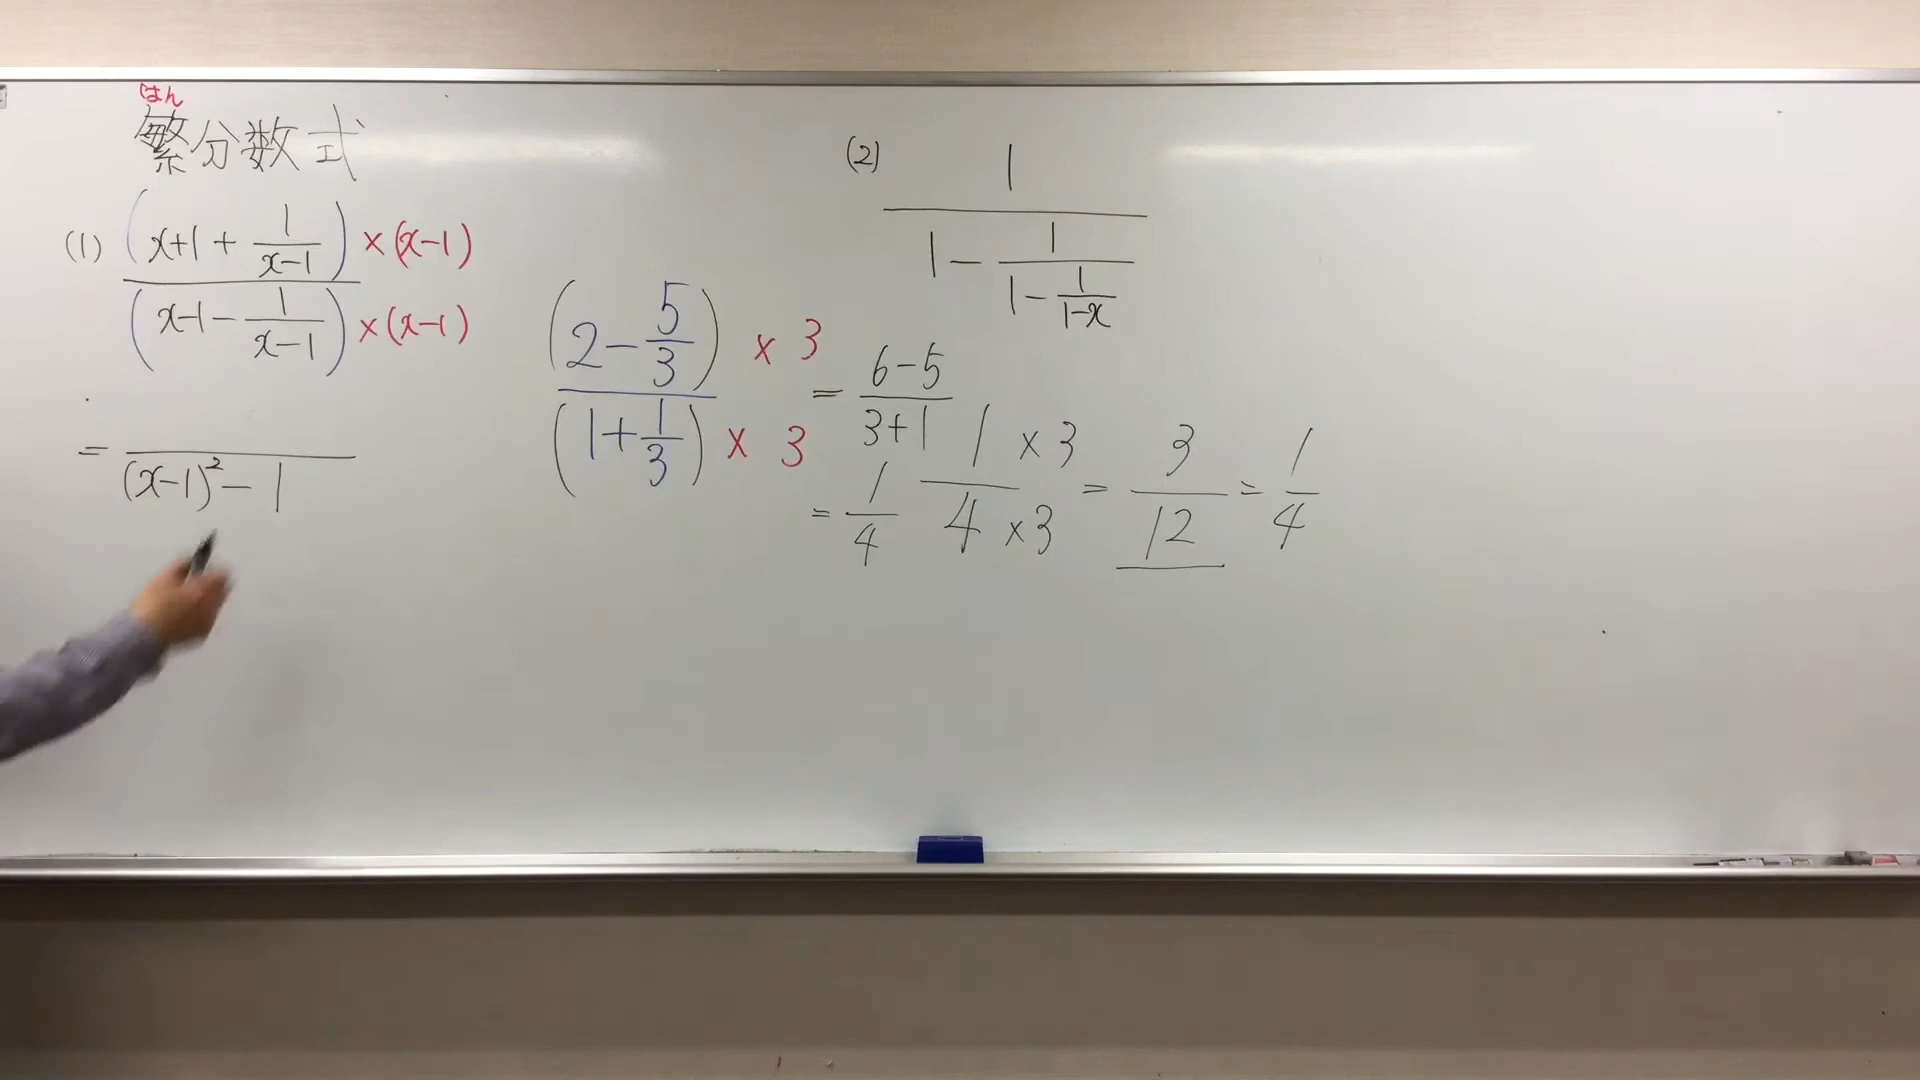 はん
繁分数式
(1) (x+1+1/(x-1))×(x-1) / (x-1-1/(x-1))×(x-1)
= /((x-1)²-1)
(2-5/3)×3 / (1+1/3)×3 = (6-5)/(3+1)
= 1/4
1×3 / 4×3 = 3/12 = 1/4
(2) 1/(1-1/(1-1/(1-x)))